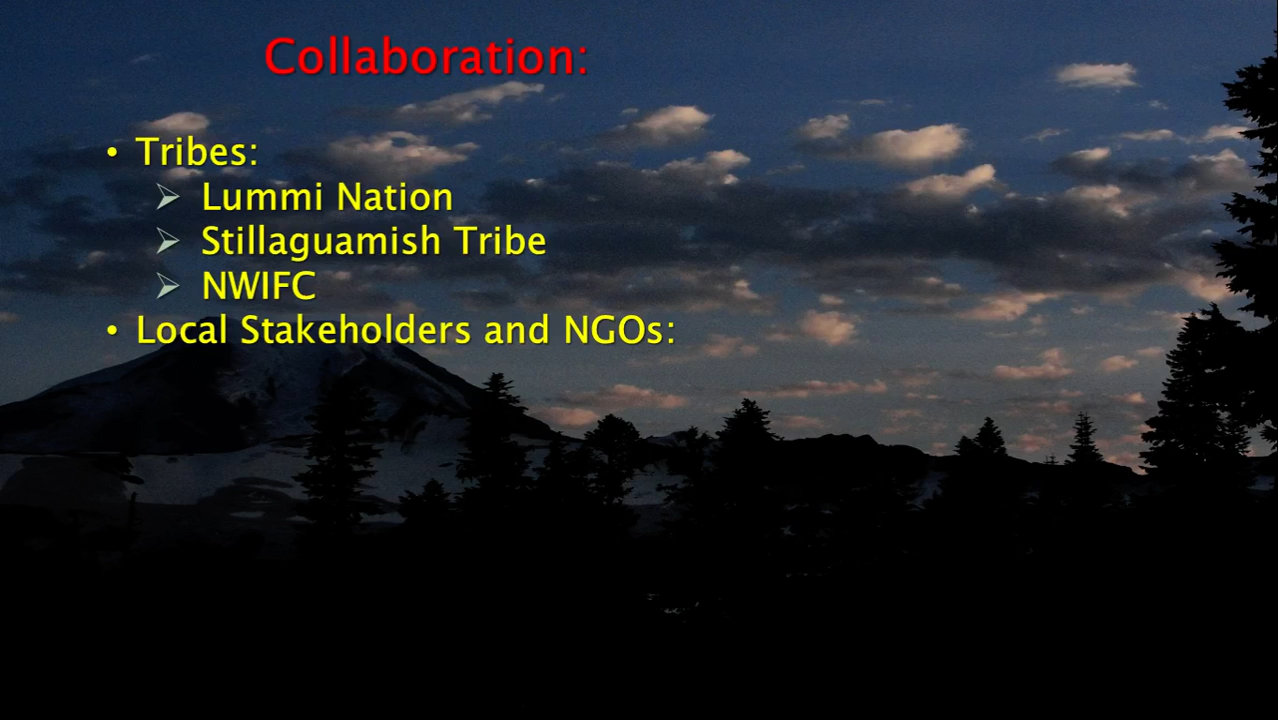 Collaboration:
• Tribes:
➢ Lummi Nation
➢ Stillaguamish Tribe
➢ NWIFC
• Local Stakeholders and NGOs: